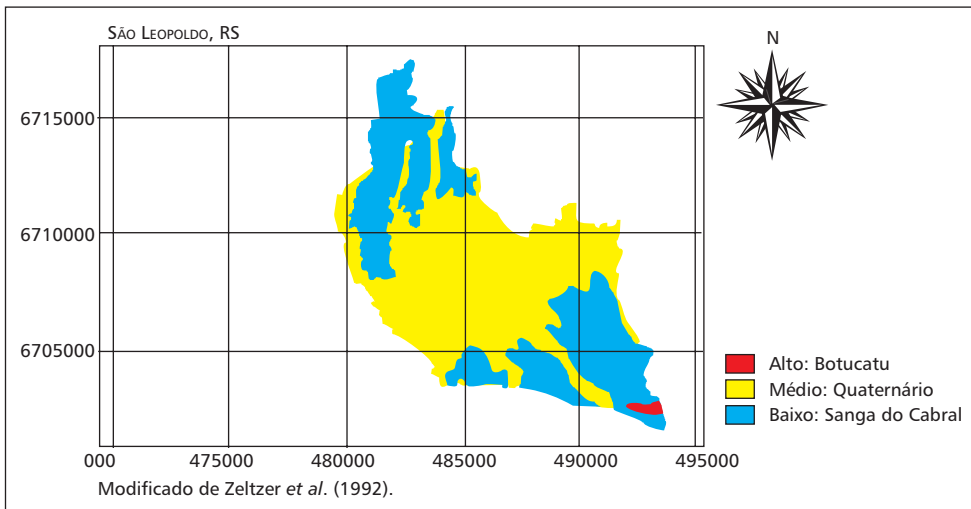 SÃO LEOPOLDO, RS
N
6715000
6710000
6705000
Alto: Botucatu
Médio: Quaternário
Baixo: Sanga do Cabral
000 475000 480000 485000 490000 495000
Modificado de Zeltzer et al. (1992).